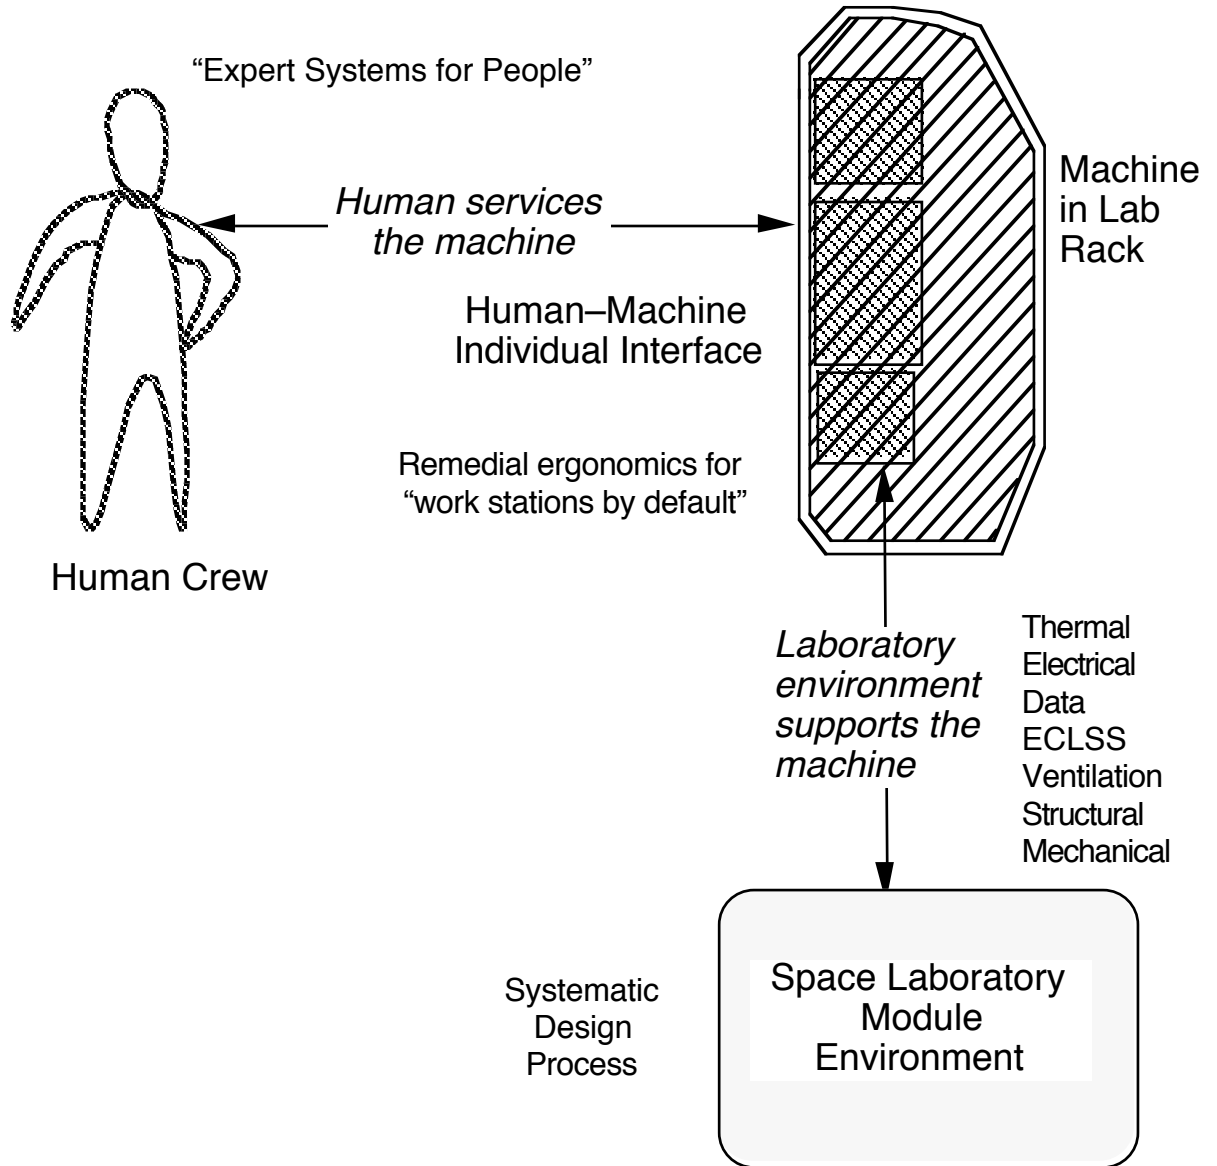 “Expert Systems for People”
Human services
the machine
Machine
in Lab
Rack
Human–Machine
Individual Interface
Remedial ergonomics for
“work stations by default”
Human Crew
Laboratory
environment
supports the
machine
Thermal
Electrical
Data
ECLSS
Ventilation
Structural
Mechanical
Systematic
Design
Process
Space Laboratory
Module
Environment